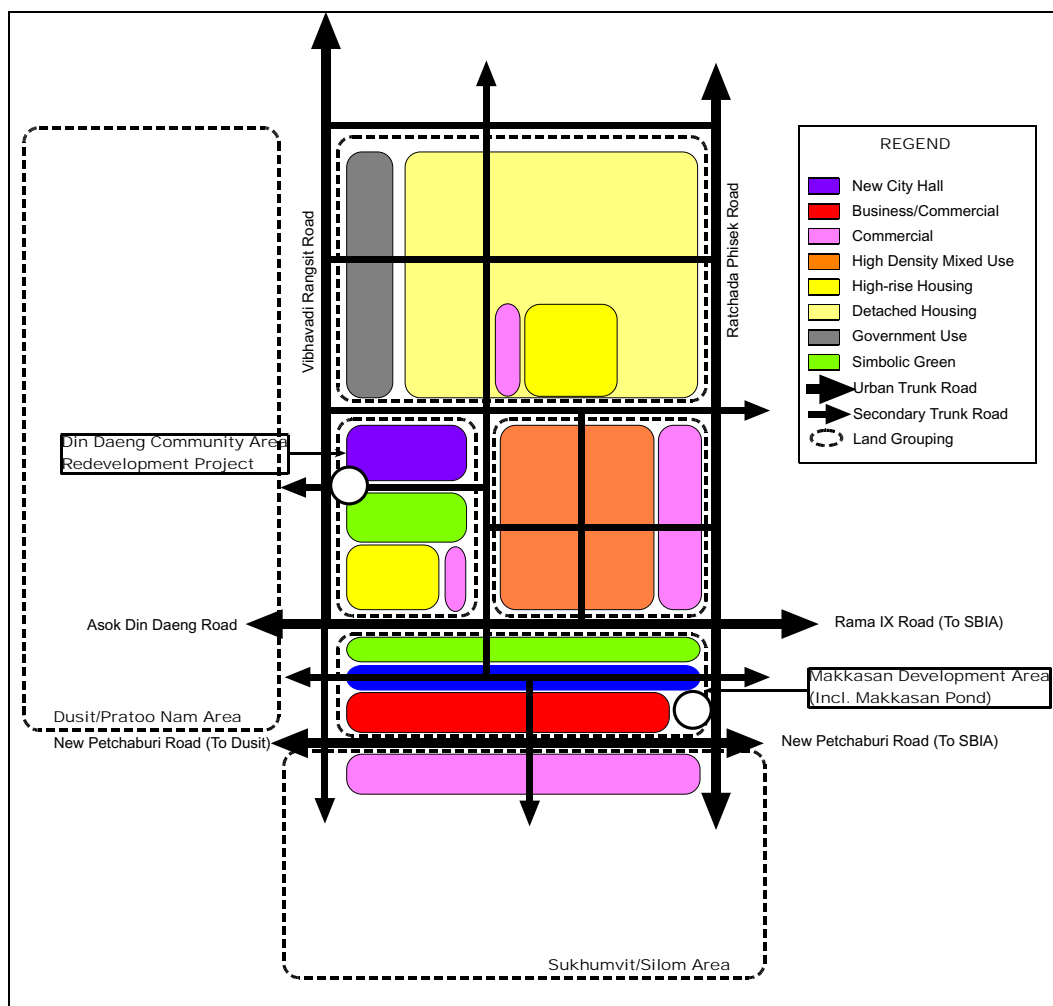 REGEND
New City Hall
Business/Commercial
Commercial
High Density Mixed Use
High-rise Housing
Detached Housing
Government Use
Simbolic Green
Urban Trunk Road
Secondary Trunk Road
Land Grouping
Vibhavadi Rangsit Road
Ratchada Phisek Road
Din Daeng Community Area
Redevelopment Project
Asok Din Daeng Road
Rama IX Road (To SBIA)
Makkasan Development Area
(Incl. Makkasan Pond)
Dusit/Pratoo Nam Area
New Petchaburi Road (To Dusit)
New Petchaburi Road (To SBIA)
Sukhumvit/Silom Area